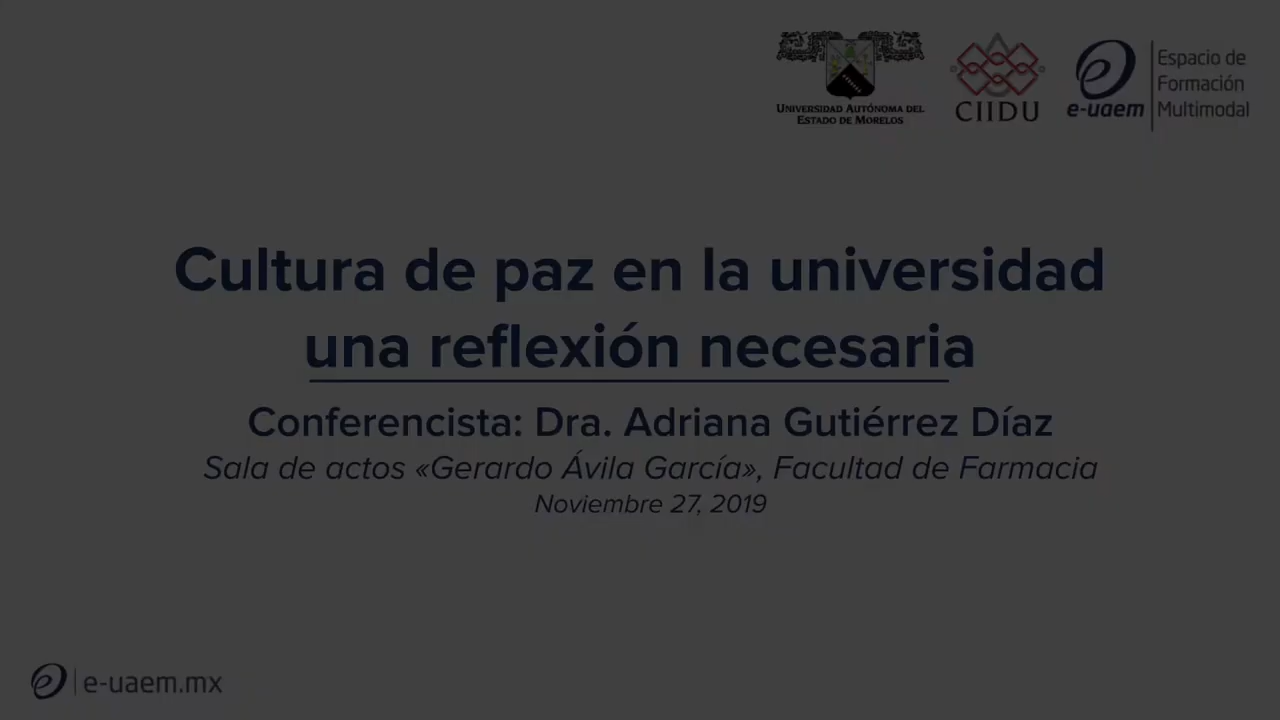 UNIVERSIDAD AUTÓNOMA DEL
ESTADO DE MORELOS
CIIDU
e-uaem
Espacio de
Formación
Multimodal
Cultura de paz en la universidad
una reflexión necesaria
Conferencista: Dra. Adriana Gutiérrez Díaz
Sala de actos «Gerardo Ávila García», Facultad de Farmacia
Noviembre 27, 2019
e-uaem.mx